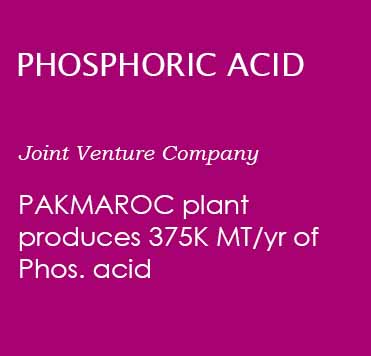 PHOSPHORIC ACID
Joint Venture Company
PAKMAROC plant
produces 375K MT/yr of
Phos. acid